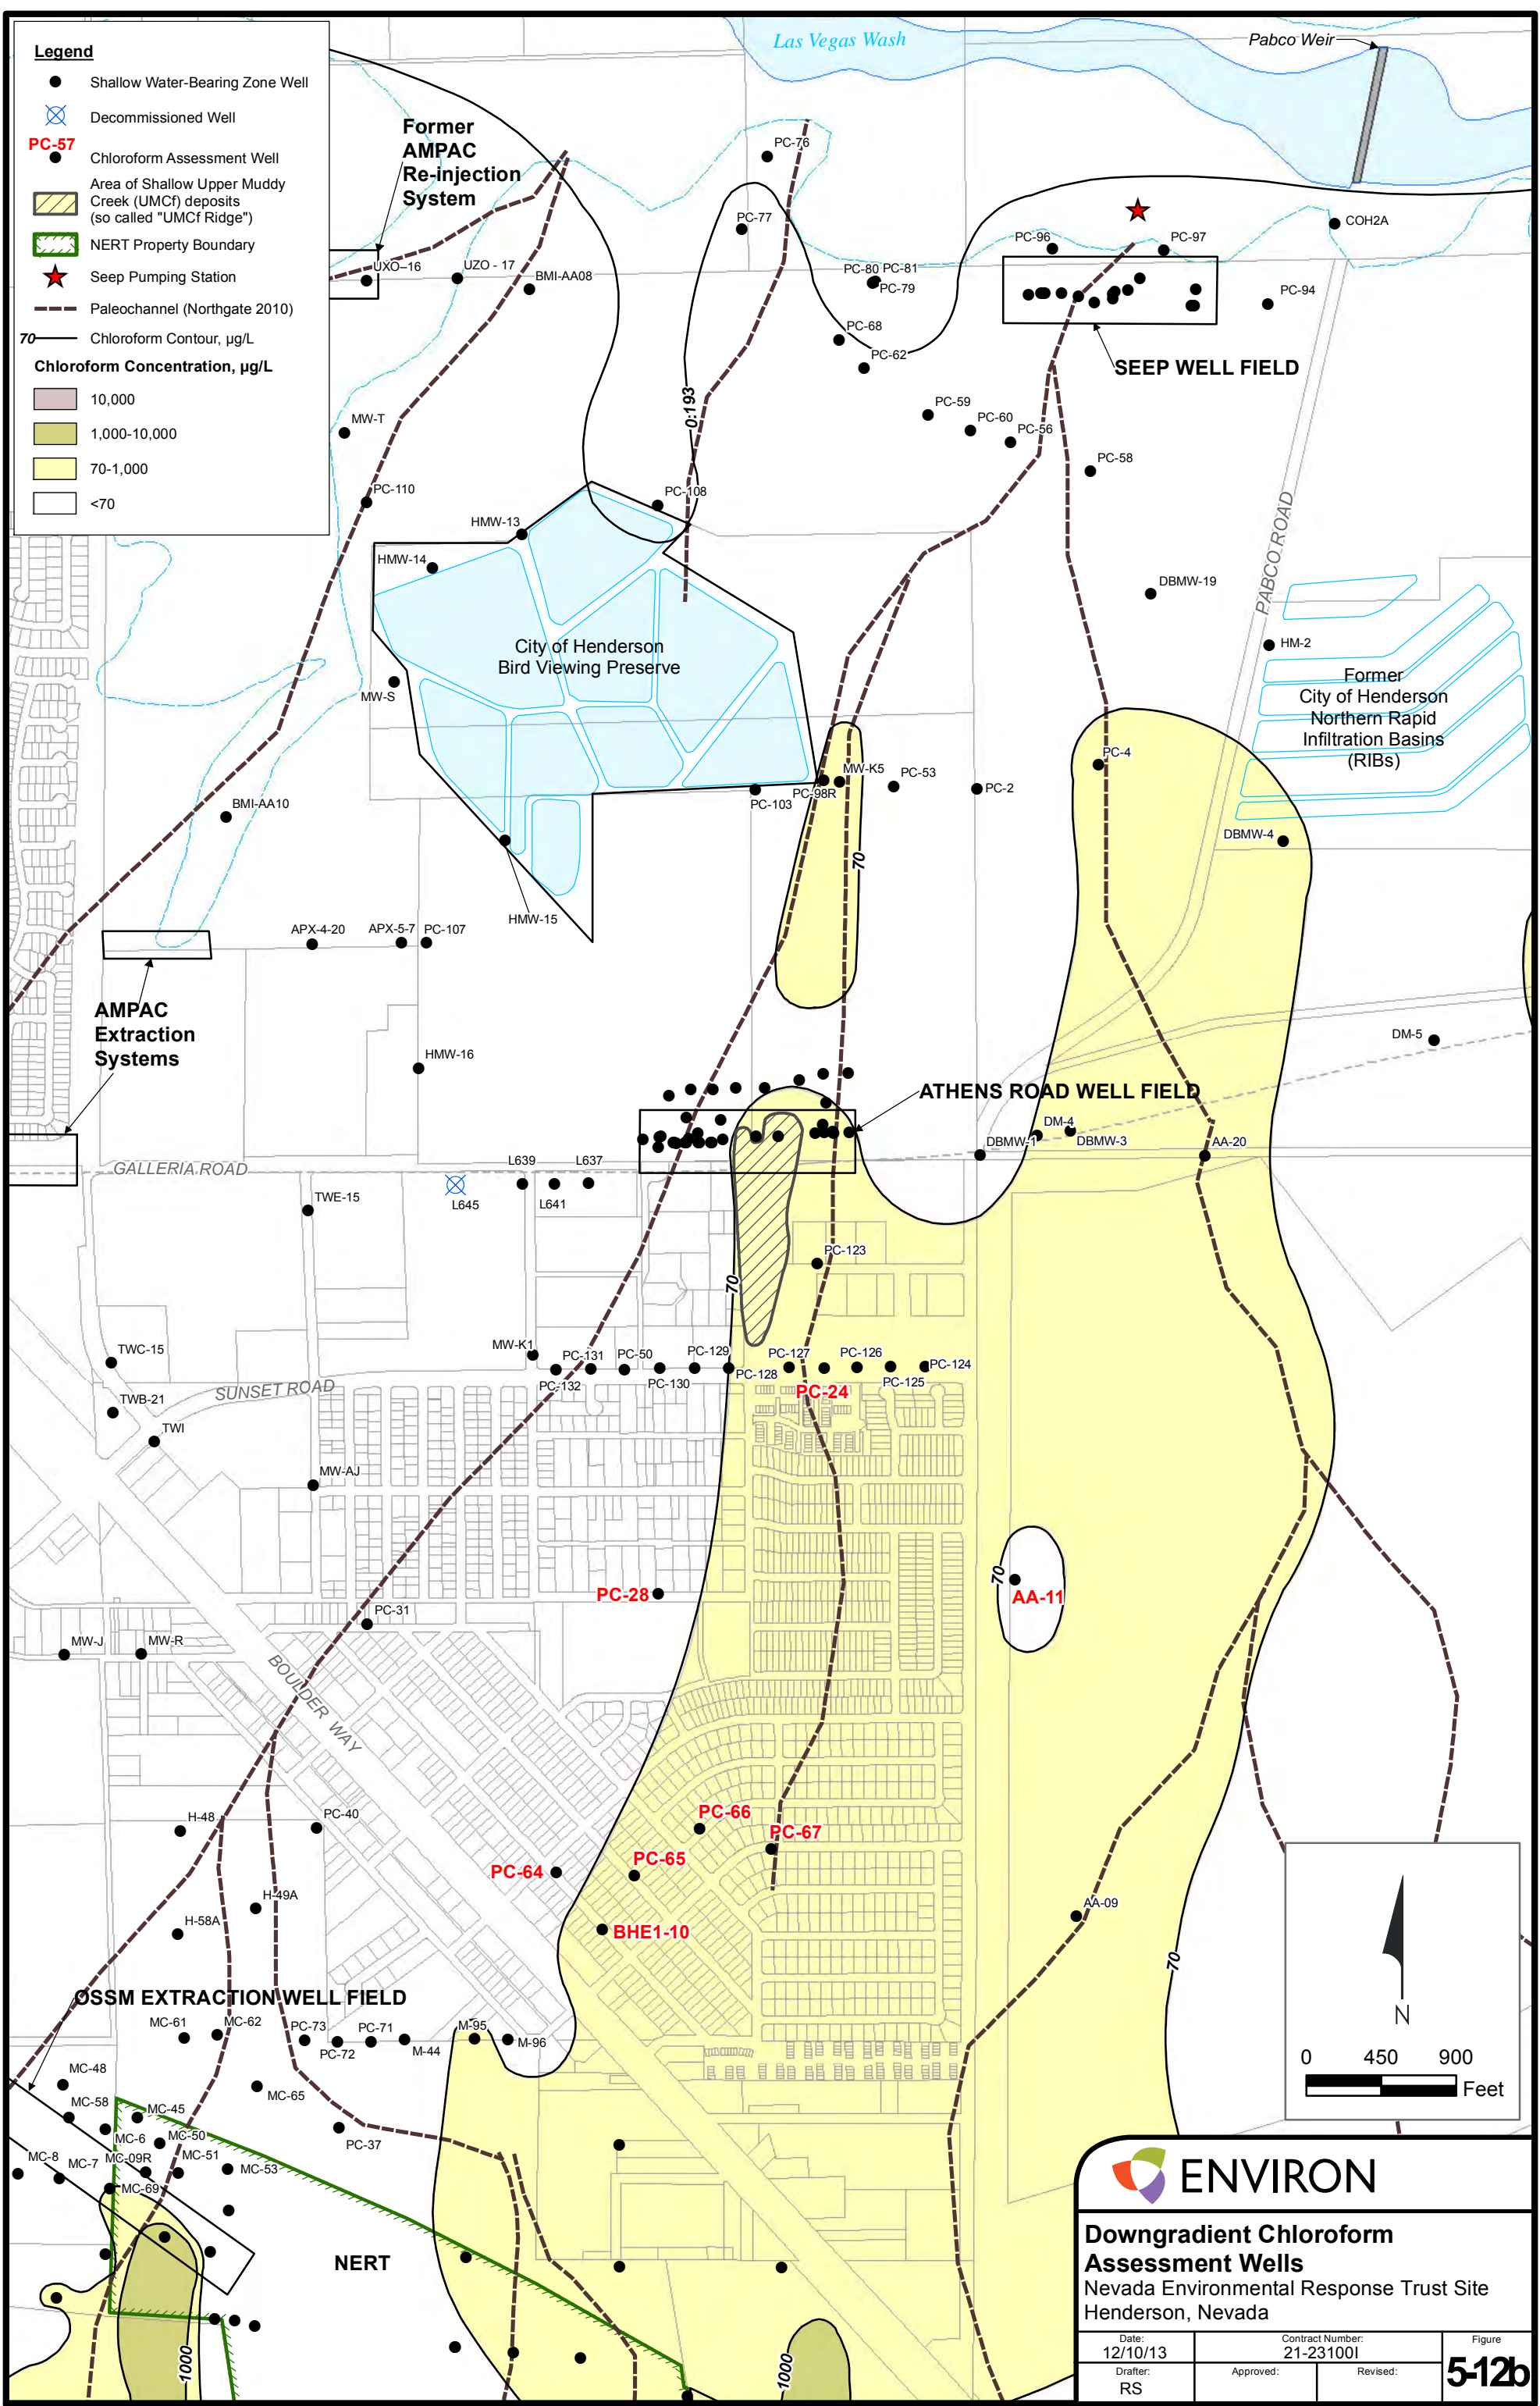 Legend
Shallow Water-Bearing Zone Well
Decommissioned Well
PC-57
Chloroform Assessment Well
Area of Shallow Upper Muddy
Creek (UMCf) deposits
(so called "UMCf Ridge")
NERT Property Boundary
Seep Pumping Station
Paleochannel (Northgate 2010)
70
Chloroform Contour, µg/L
Chloroform Concentration, µg/L
10,000
1,000-10,000
70-1,000
<70
Las Vegas Wash
Pabco Weir
Former
AMPAC
Re-injection
System
PC-76
PC-77
UXO–16
UZO - 17
BMI-AA08
PC-80
PC-81
PC-79
PC-96
PC-97
COH2A
PC-94
PC-68
PC-62
SEEP WELL FIELD
0.193
PC-59
PC-60
PC-56
PC-58
MW-T
PC-110
PC-108
HMW-13
HMW-14
PABCO ROAD
DBMW-19
HM-2
City of Henderson
Bird Viewing Preserve
Former
City of Henderson
Northern Rapid
Infiltration Basins
(RIBs)
MW-S
PC-4
MW-K5
PC-53
PC-98R
PC-103
PC-2
BMI-AA10
DBMW-4
70
HMW-15
APX-4-20
APX-5-7
PC-107
AMPAC
Extraction
Systems
HMW-16
DM-5
ATHENS ROAD WELL FIELD
DM-4
DBMW-1
DBMW-3
AA-20
GALLERIA ROAD
L639
L637
L645
L641
TWE-15
PC-123
70
TWC-15
MW-K1
PC-131
PC-50
PC-129
PC-127
PC-126
PC-124
PC-132
PC-130
PC-128
PC-125
PC-24
SUNSET ROAD
TWB-21
TWI
MW-AJ
PC-28
70
AA-11
PC-31
MW-J
MW-R
BOULDER WAY
H-48
PC-40
PC-66
PC-67
PC-64
PC-65
H-49A
H-58A
BHE1-10
AA-09
70
OSSM EXTRACTION WELL FIELD
MC-61
MC-62
PC-73
PC-71
M-95
PC-72
M-44
M-96
MC-48
MC-65
MC-58
MC-45
MC-6
MC-50
PC-37
MC-8
MC-7
MC-09R
MC-51
MC-53
MC-69
NERT
1000
1000
N
0 450 900
Feet
ENVIRON
Downgradient Chloroform
Assessment Wells
Nevada Environmental Response Trust Site
Henderson, Nevada
Date:
12/10/13
Contract Number:
21-23100I
Figure
5-12b
Drafter:
RS
Approved:
Revised: